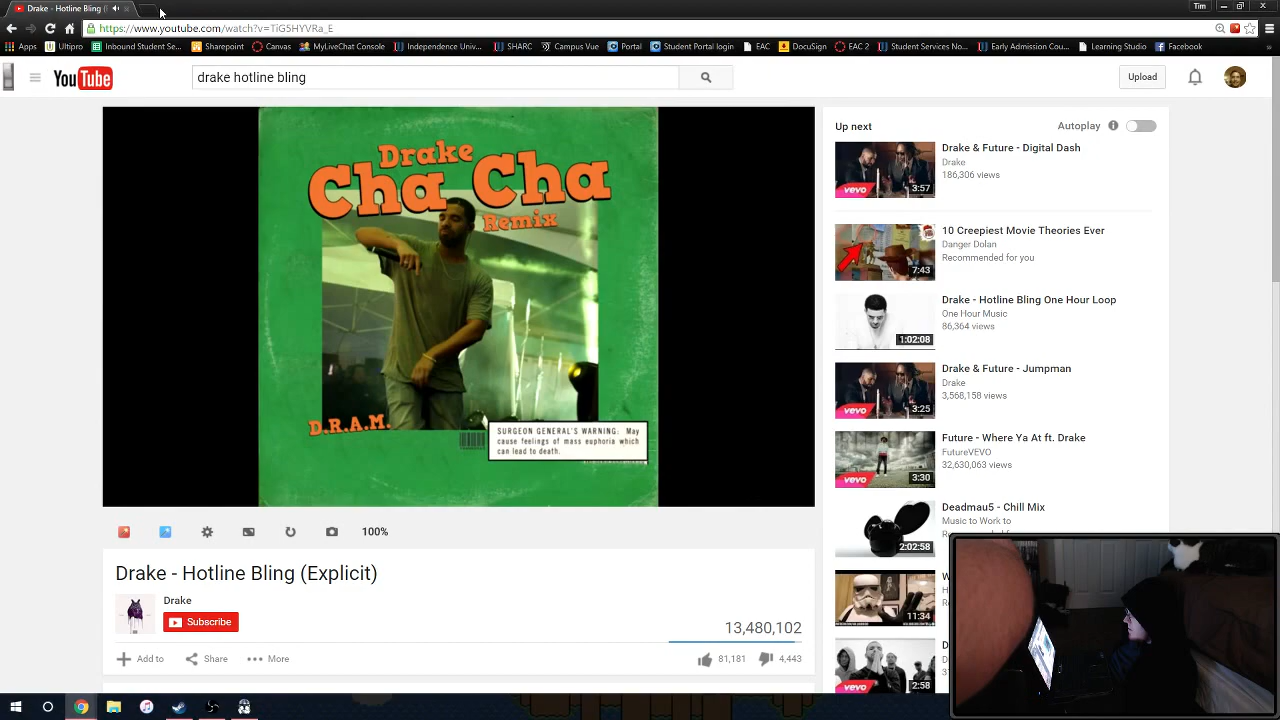 Drake - Hotline Bling (
Tim
https://www.youtube.com/watch?v=TiG5HYVRa_E
Apps
Ultipro
Inbound Student Se...
Sharepoint
Canvas
MyLiveChat Console
Independent Univ...
SHARC
Campus Vue
Portal
Student Portal login
EAC
DocuSign
EAC 2
Student Services No...
Early Admission Cou...
Learning Studio
Facebook
»
YouTube
drake hotline bling
Upload
Drake
Cha Cha
Remix
D.R.A.M.
SURGEON GENERAL'S WARNING: May
cause feelings of mass euphoria which
can lead to death.
100%
Drake - Hotline Bling (Explicit)
Drake
Subscribe
13,480,102
Add to
Share
More
81,181
4,443
Up next
Autoplay
Drake & Future - Digital Dash
Drake
186,306 views
vevo
3:57
10 Creepiest Movie Theories Ever
Danger Dolan
Recommended for you
7:43
Drake - Hotline Bling One Hour Loop
One Hour Music
86,364 views
1:02:08
Drake & Future - Jumpman
Drake
3,568,158 views
vevo
3:25
Future - Where Ya At ft. Drake
FutureVEVO
32,630,063 views
vevo
3:30
Deadmau5 - Chill Mix
Music to Work to
2:02:58
11:34
vevo
2:58